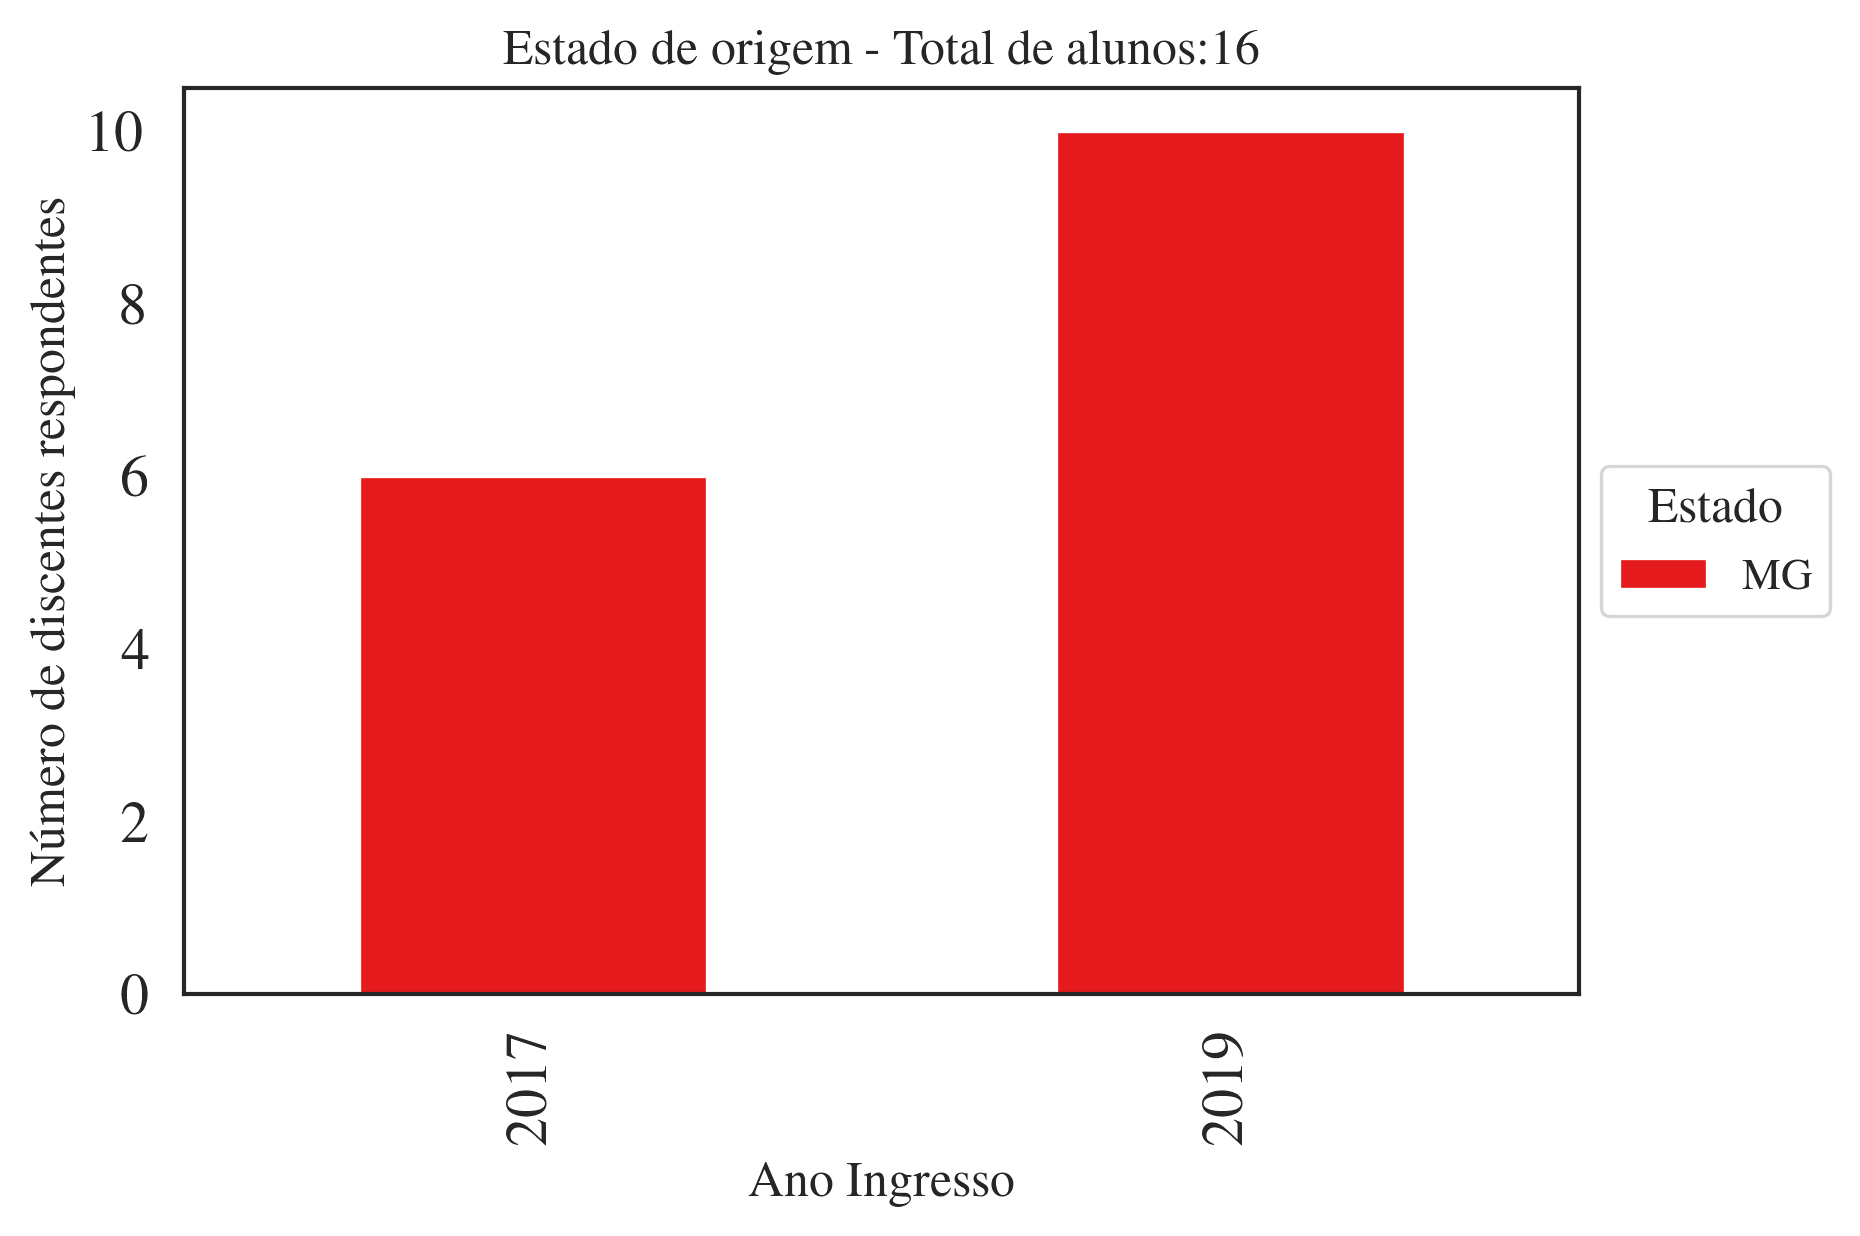 Estado de origem - Total de alunos:16
Número de discentes respondentes
10
8
6
4
2
0
2017
2019
Ano Ingresso
Estado
MG